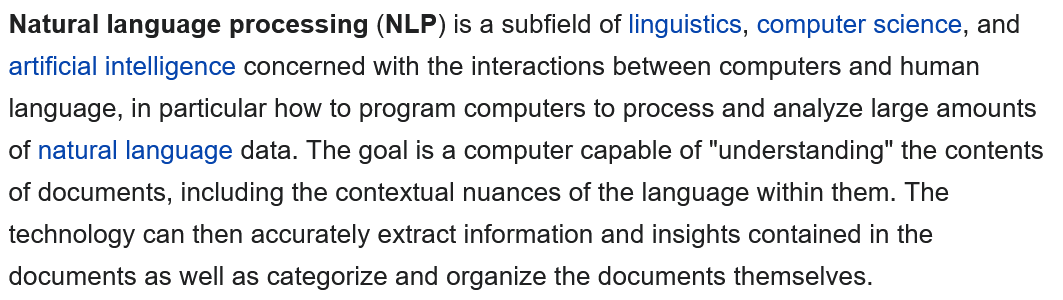 Natural language processing (NLP) is a subfield of linguistics, computer science, and
artificial intelligence concerned with the interactions between computers and human
language, in particular how to program computers to process and analyze large amounts
of natural language data. The goal is a computer capable of "understanding" the contents
of documents, including the contextual nuances of the language within them. The
technology can then accurately extract information and insights contained in the
documents as well as categorize and organize the documents themselves.